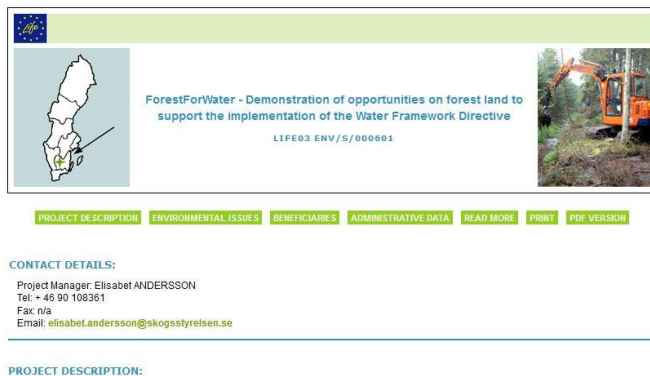 Life
ForestForWater - Demonstration of opportunities on forest land to
support the implementation of the Water Framework Directive
LIFE03 ENV/S/000601
PROJECT DESCRIPTION ENVIRONMENTAL ISSUES BENEFICIARIES ADMINISTRATIVE DATA READ MORE PRINT PDF VERSION
CONTACT DETAILS:
Project Manager: Elisabet ANDERSSON
Tel: + 46 90 108361
Fax: n/a
Email: elisabet.andersson@skogsstyrelsen.se
PROJECT DESCRIPTION: